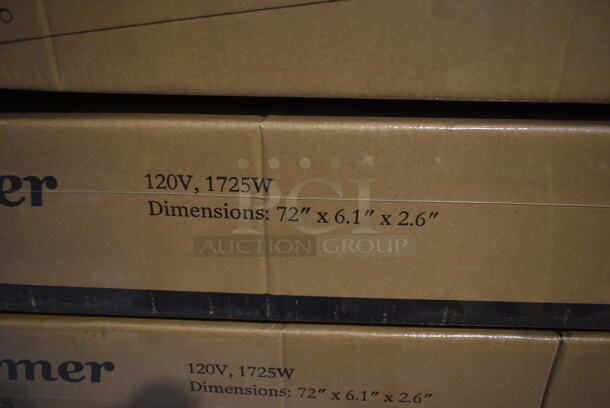 er
120V, 1725W
Dimensions: 72" x 6.1" x 2.6"
PCI
AUCTION GROUP
mer
120V, 1725W
Dimensions: 72" x 6.1" x 2.6"